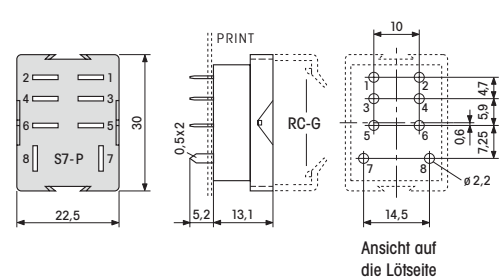 PRINT
2 1
4 3
6 5
8 S7-P 7
30
22,5
0,5x2
RC-G
5,2 13,1
10
1 2
3 4
5 6
7 8
4,7
5,9
0,6
7,25
ø 2,2
14,5
Ansicht auf
die Lötseite